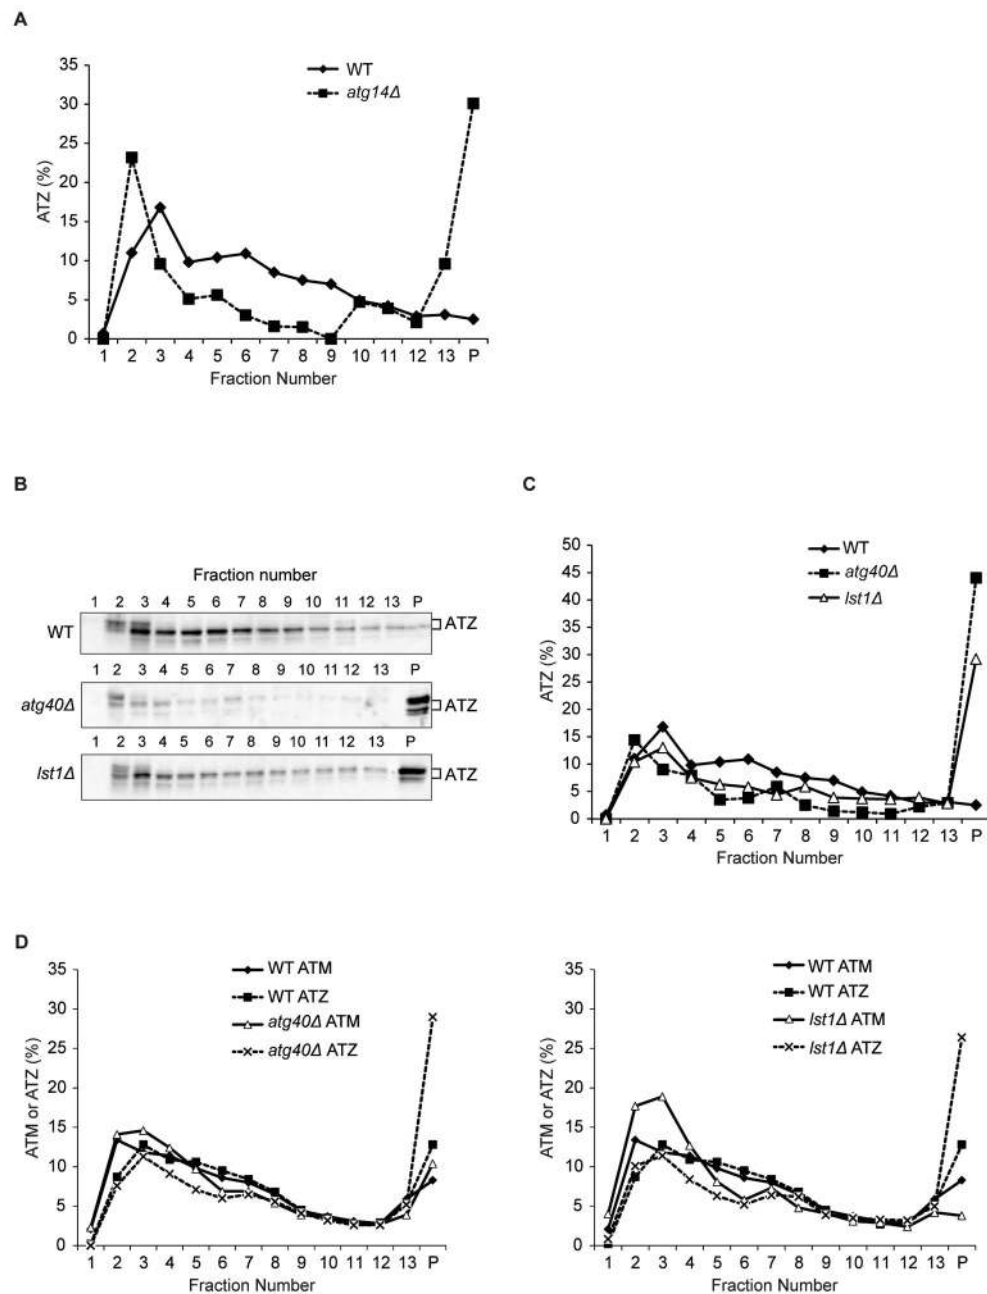 A
35
30
25
20
15
10
5
0
ATZ (%)
WT
atg14Δ
1 2 3 4 5 6 7 8 9 10 11 12 13 P
Fraction Number
B
Fraction number
1 2 3 4 5 6 7 8 9 10 11 12 13 P
WT
ATZ
1 2 3 4 5 6 7 8 9 10 11 12 13 P
atg40Δ
ATZ
1 2 3 4 5 6 7 8 9 10 11 12 13 P
lst1Δ
ATZ
C
50
45
40
35
30
25
20
15
10
5
0
ATZ (%)
WT
atg40Δ
lst1Δ
1 2 3 4 5 6 7 8 9 10 11 12 13 P
Fraction Number
D
35
30
25
20
15
10
5
0
ATM or ATZ (%)
WT ATM
WT ATZ
atg40Δ ATM
atg40Δ ATZ
1 2 3 4 5 6 7 8 9 10 11 12 13 P
Fraction Number
35
30
25
20
15
10
5
0
ATM or ATZ (%)
WT ATM
WT ATZ
lst1Δ ATM
lst1Δ ATZ
1 2 3 4 5 6 7 8 9 10 11 12 13 P
Fraction Number